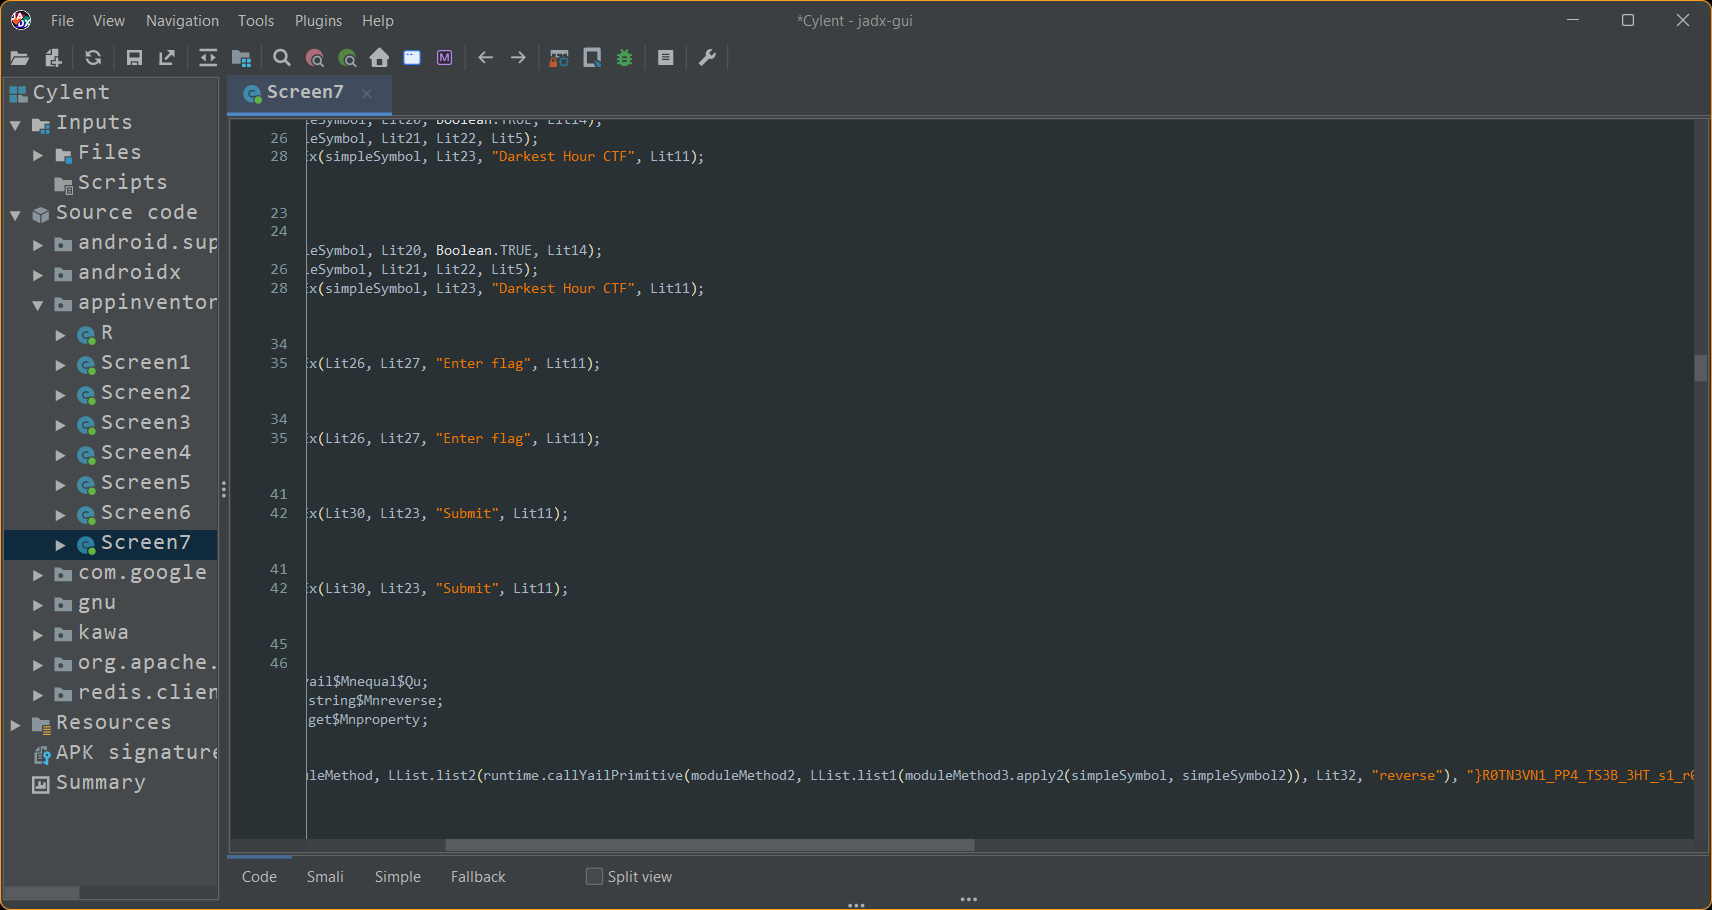 File View Navigation Tools Plugins Help
*Cylent - jadx-gui
Cylent
Inputs
Files
Scripts
Source code
android.sup
androidx
appinventor
R
Screen1
Screen2
Screen3
Screen4
Screen5
Screen6
Screen7
com.google
gnu
kawa
org.apache.
redis.clien
Resources
APK signature
Summary
Screen7
eSymbol, Lit20, Boolean.TRUE, Lit14);
26 eSymbol, Lit21, Lit22, Lit5);
28 x(simpleSymbol, Lit23, "Darkest Hour CTF", Lit11);
23
24
eSymbol, Lit20, Boolean.TRUE, Lit14);
26 eSymbol, Lit21, Lit22, Lit5);
28 x(simpleSymbol, Lit23, "Darkest Hour CTF", Lit11);
34
35 x(Lit26, Lit27, "Enter flag", Lit11);
34
35 x(Lit26, Lit27, "Enter flag", Lit11);
41
42 x(Lit30, Lit23, "Submit", Lit11);
41
42 x(Lit30, Lit23, "Submit", Lit11);
45
46
ail$Mnequal$Qu;
string$Mnreverse;
get$Mnproperty;
leMethod, LList.list2(runtime.callYailPrimitive(moduleMethod2, LList.list1(moduleMethod3.apply2(simpleSymbol, simpleSymbol2)), Lit32, "reverse"), "}R0TN3VN1_PP4_TS3B_3HT_s1_r0
Code Smali Simple Fallback Split view